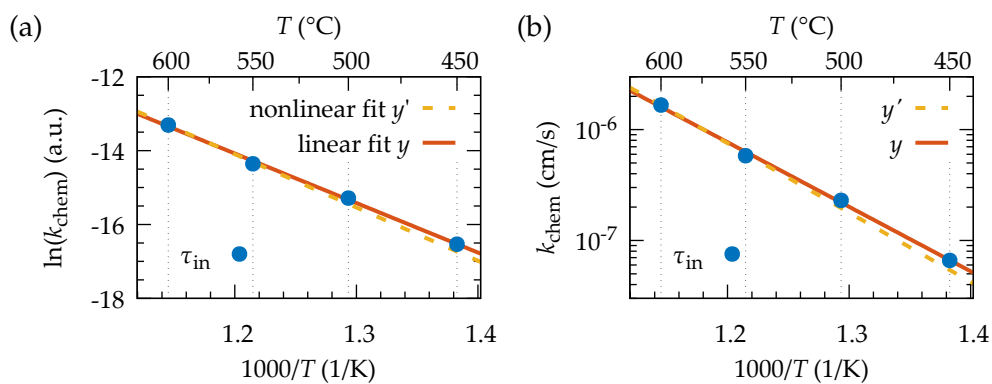 (a)
T (°C)
600 550 500 450
-12
-14
-16
-18
ln(k_chem) (a.u.)
nonlinear fit y'
linear fit y
τ_in
1.2 1.3 1.4
1000/T (1/K)
(b)
T (°C)
600 550 500 450
10^-6
10^-7
k_chem (cm/s)
y′
y
τ_in
1.2 1.3 1.4
1000/T (1/K)